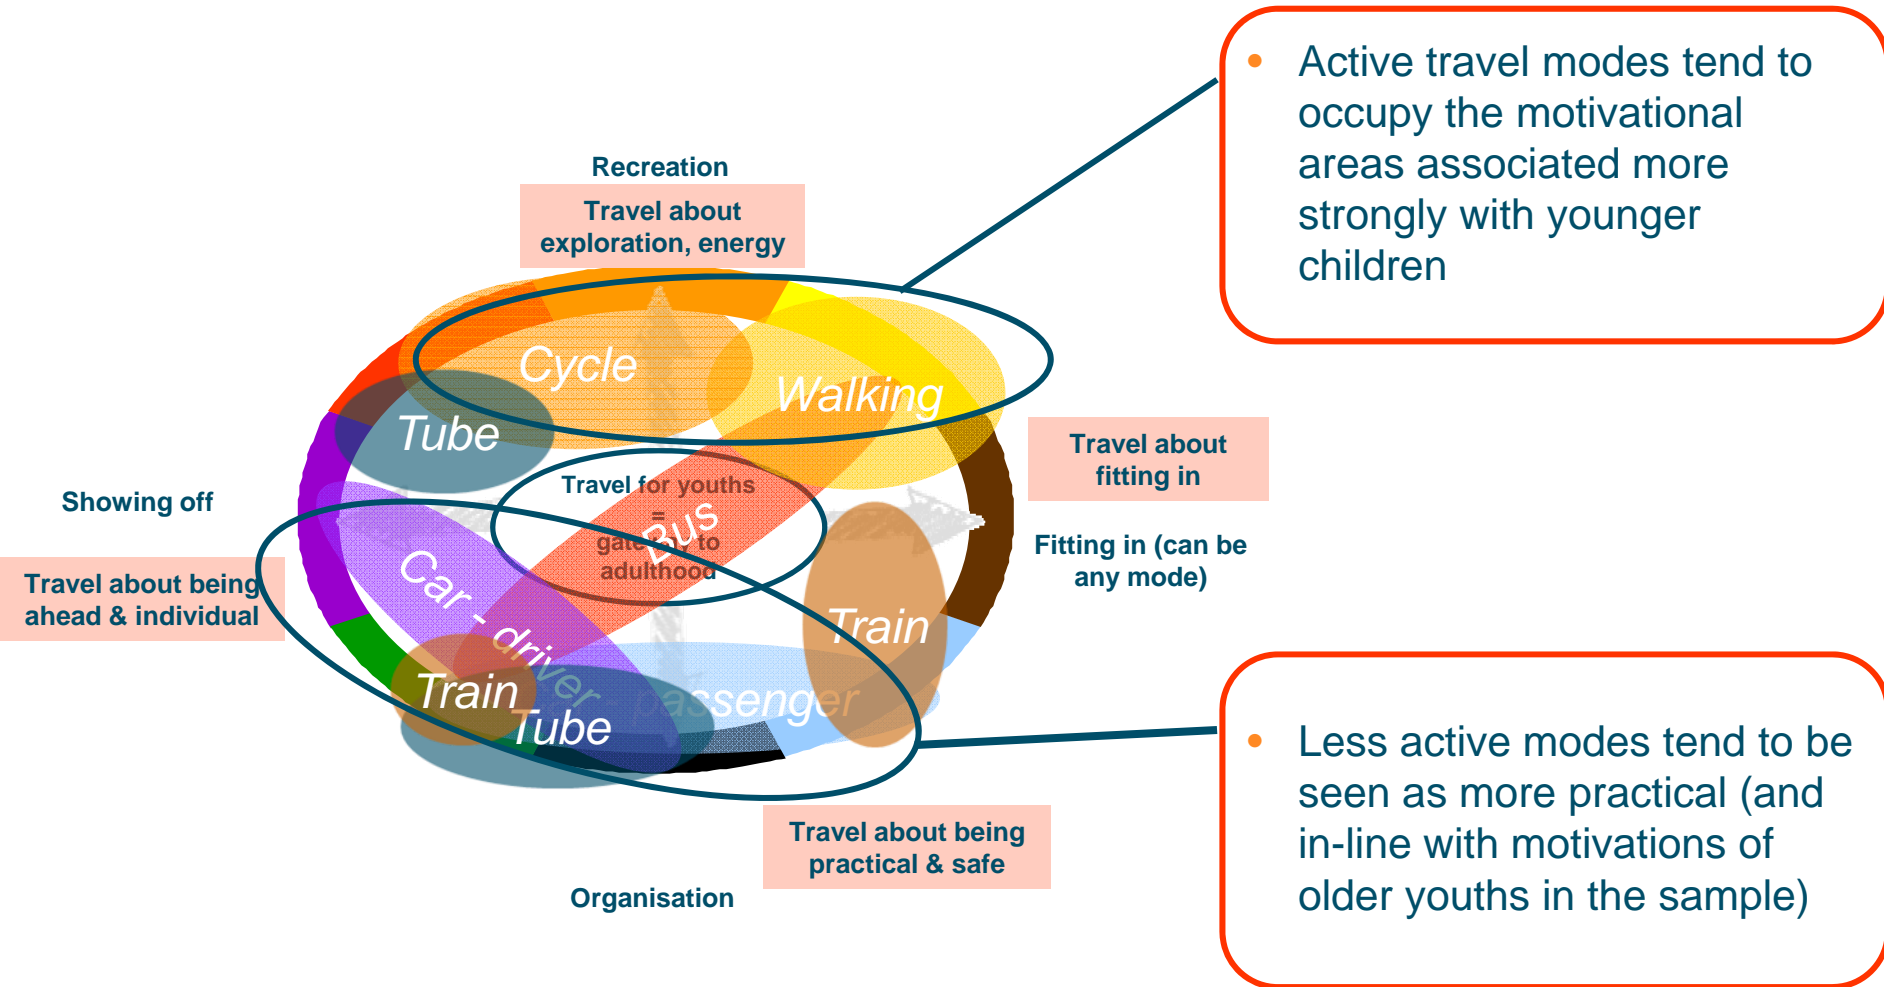 Active travel modes tend to
occupy the motivational
areas associated more
strongly with younger
children
Recreation
Travel about
exploration, energy
Cycle
Walking
Tube
Travel about
fitting in
Travel for youths
=
gateway to
adulthood
Bus
Showing off
Fitting in (can be
any mode)
Travel about being
ahead & individual
Car - driver
Train
- passenger
Train
Tube
Less active modes tend to be
seen as more practical (and
in-line with motivations of
older youths in the sample)
Travel about being
practical & safe
Organisation